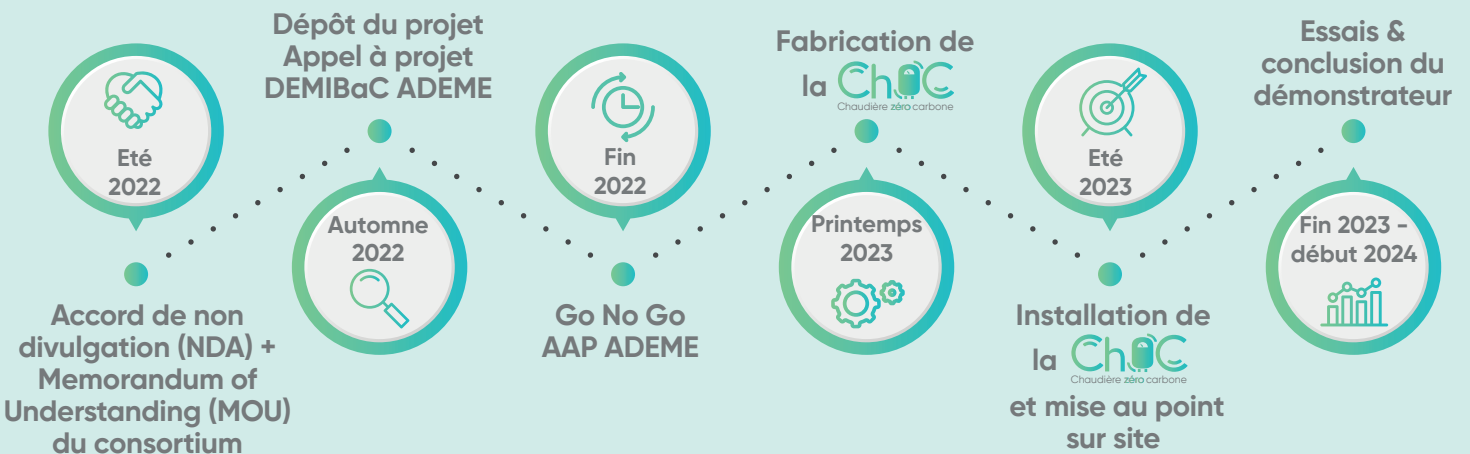 Eté
2022
Accord de non
divulgation (NDA) +
Memorandum of
Understanding (MOU)
du consortium
Dépôt du projet
Appel à projet
DEMIBaC ADEME
Automne
2022
Fin
2022
Go No Go
AAP ADEME
Fabrication de
la Ch0C
Chaudière zéro carbone
Printemps
2023
Eté
2023
Installation de
la Ch0C
Chaudière zéro carbone
et mise au point
sur site
Essais &
conclusion du
démonstrateur
Fin 2023 -
début 2024